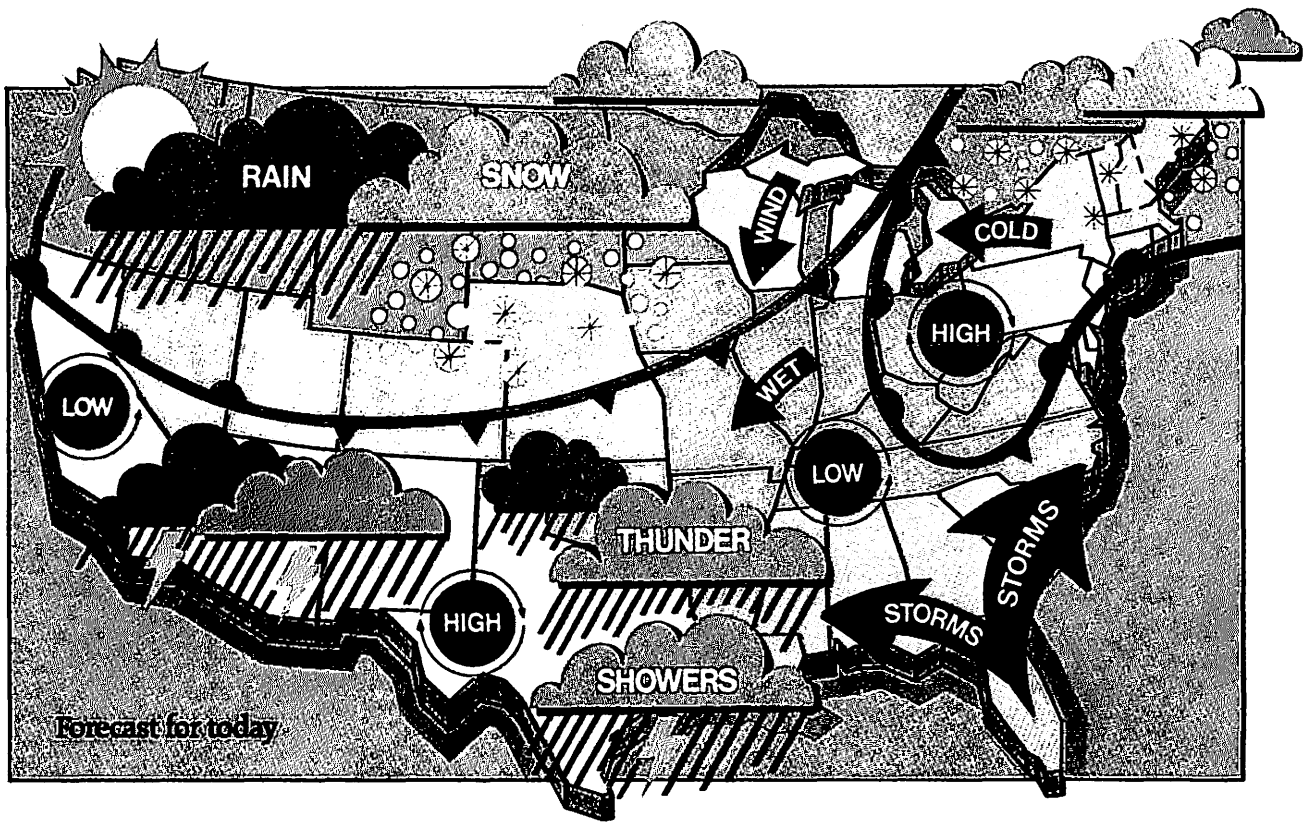 RAIN
SNOW
WIND
COLD
HIGH
LOW
WET
LOW
THUNDER
STORMS
HIGH
STORMS
SHOWERS
Forecast for today